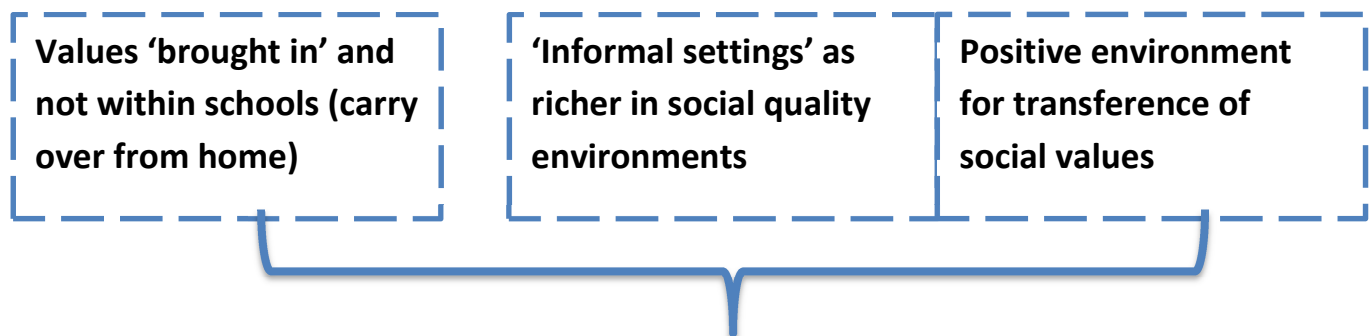 Values ‘brought in’ and
not within schools (carry
over from home)
‘Informal settings’ as
richer in social quality
environments
Positive environment
for transference of
social values